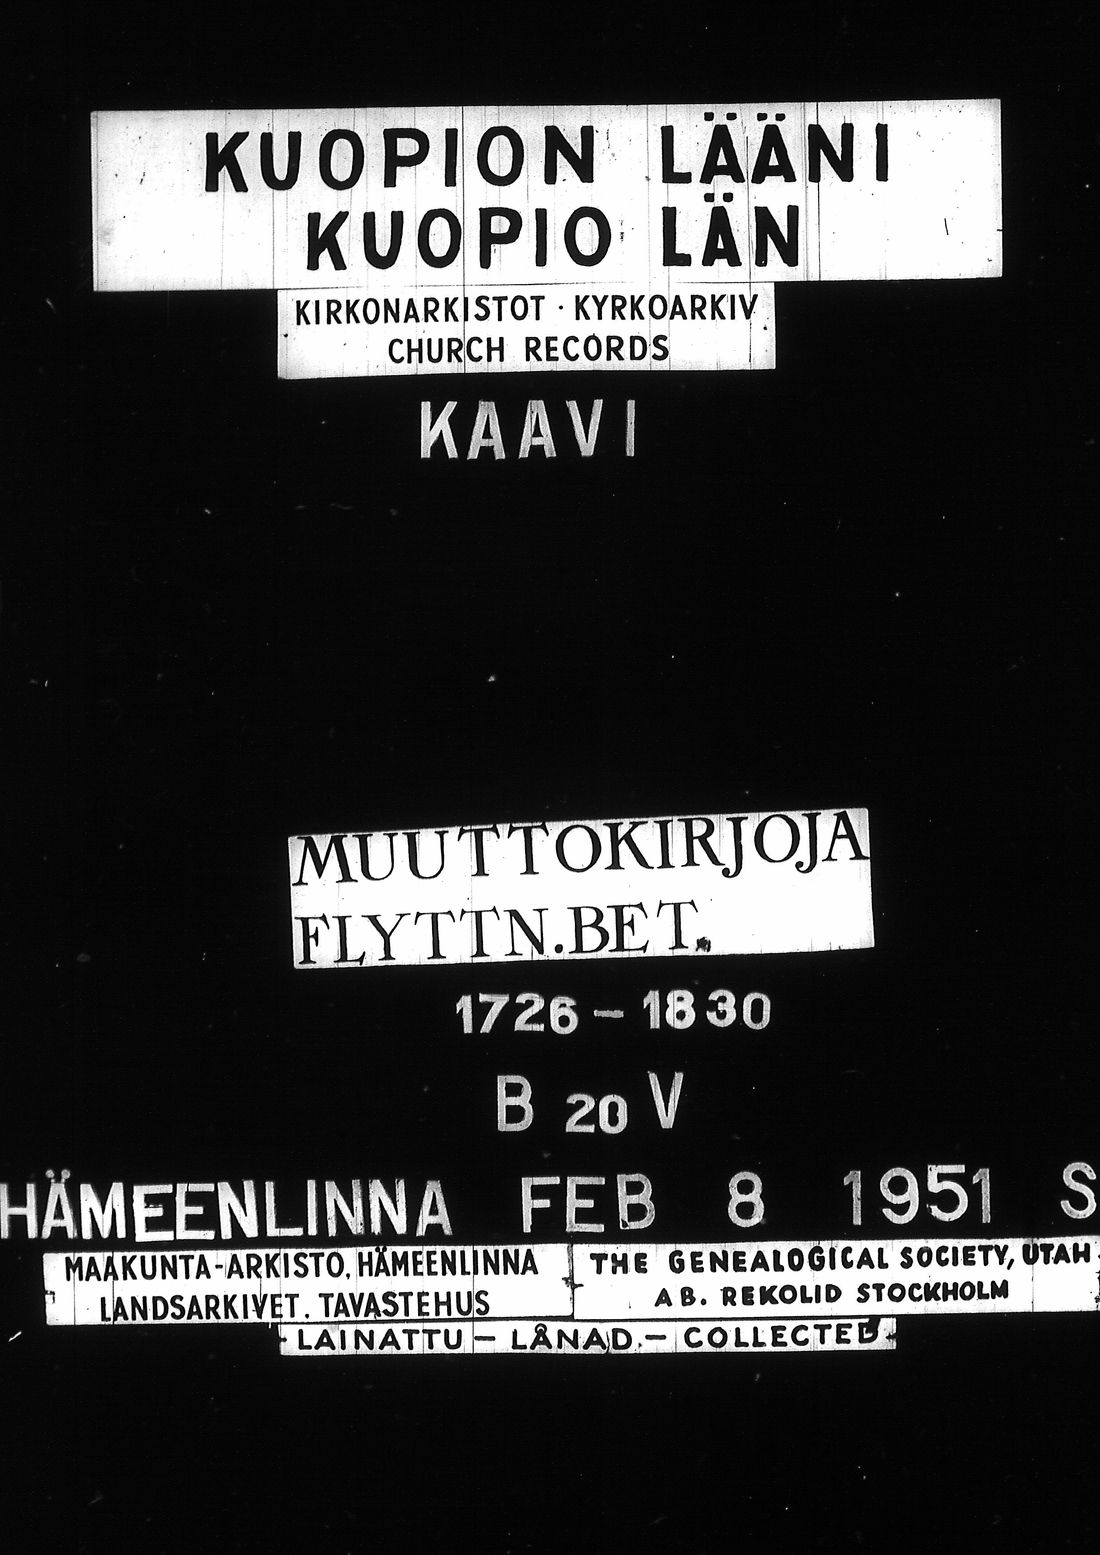 KUOPION LÄÄNI
KUOPIO LÄN
KIRKONARKISTOT · KYRKOARKIV
CHURCH RECORDS
KAAVI
MUUTTOKIRJOJA
FLYTTN.BET.
1726 – 1830
B 20 V
HÄMEENLINNA FEB 8 1951 S
MAAKUNTA-ARKISTO, HÄMEENLINNA
LANDSARKIVET. TAVASTEHUS
THE GENEALOGICAL SOCIETY, UTAH
AB. REKOLID STOCKHOLM
LAINATTU – LÅNAD. – COLLECTED